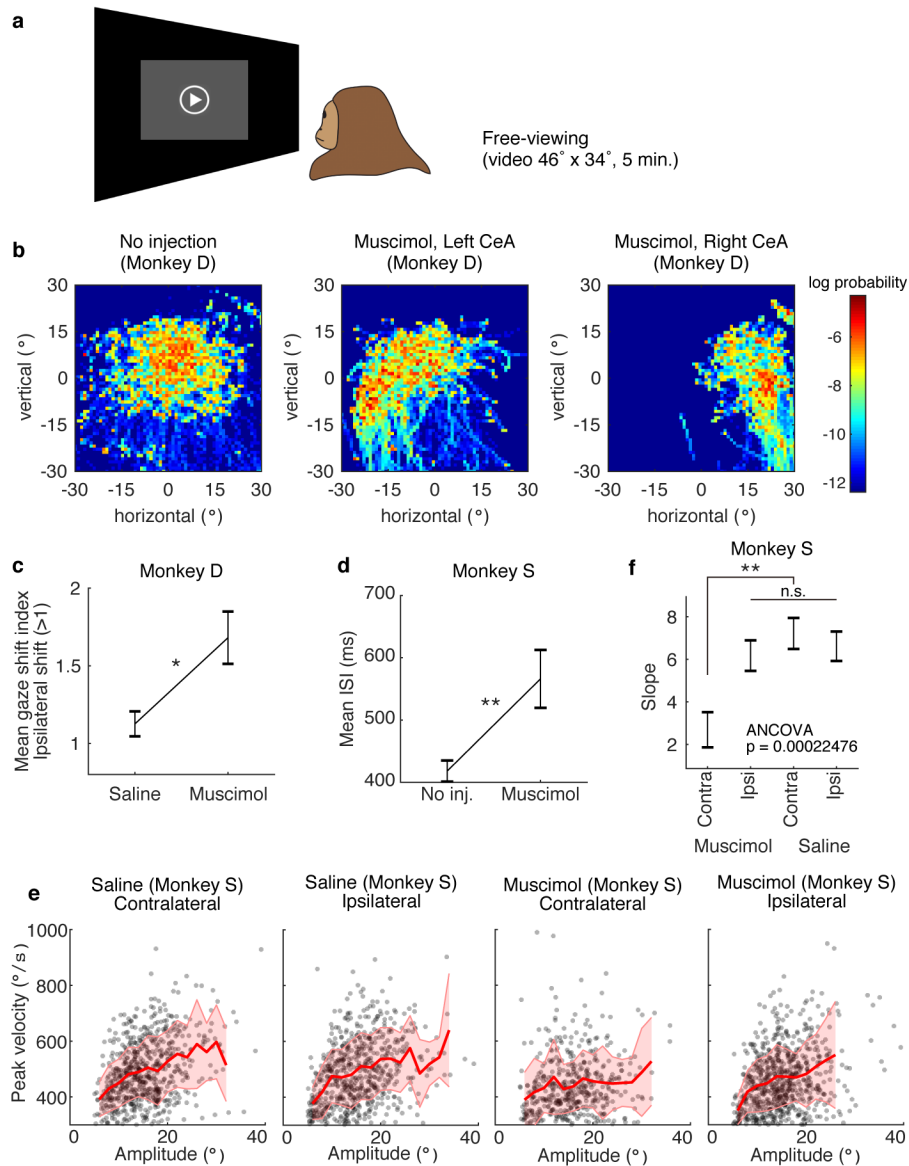 a
Free-viewing
(video 46° x 34°, 5 min.)
b
No injection
(Monkey D)
Muscimol, Left CeA
(Monkey D)
Muscimol, Right CeA
(Monkey D)
log probability
30
15
0
-15
-30
vertical (°)
-30 -15 0 15 30
horizontal (°)
30
15
0
-15
-30
vertical (°)
-30 -15 0 15 30
horizontal (°)
30
15
0
-15
-30
vertical (°)
-30 -15 0 15 30
horizontal (°)
-6
-8
-10
-12
c
Monkey D
Mean gaze shift index
Ipsilateral shift (>1)
2
1.5
1
*
Saline Muscimol
d
Monkey S
Mean ISI (ms)
700
600
500
400
**
No inj. Muscimol
f
Monkey S
**
n.s.
Slope
8
6
4
2
ANCOVA
p = 0.00022476
Contra Ipsi Contra Ipsi
Muscimol Saline
e
Saline (Monkey S)
Contralateral
Saline (Monkey S)
Ipsilateral
Muscimol (Monkey S)
Contralateral
Muscimol (Monkey S)
Ipsilateral
Peak velocity (°/s)
1000
800
600
400
0 20 40
Amplitude (°)
0 20 40
Amplitude (°)
0 20 40
Amplitude (°)
0 20 40
Amplitude (°)